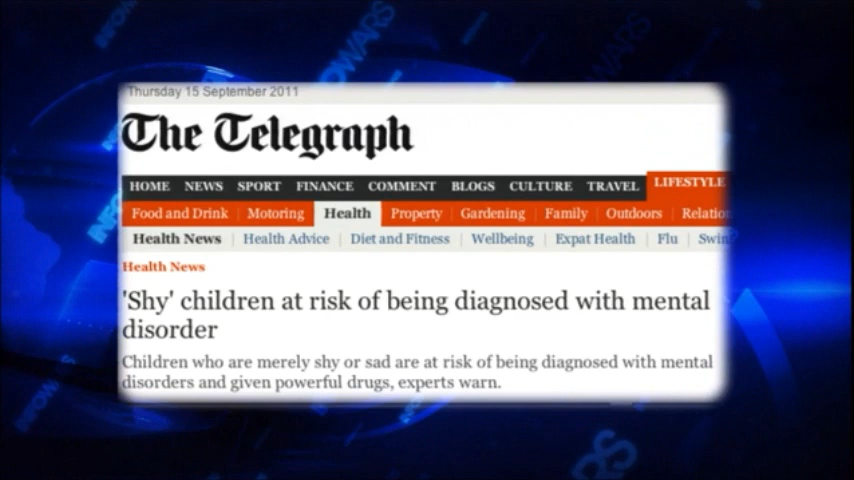 Thursday 15 September 2011
The Telegraph
HOME NEWS SPORT FINANCE COMMENT BLOGS CULTURE TRAVEL LIFESTYLE
Food and Drink Motoring Health Property Gardening Family Outdoors
Health News Health Advice Diet and Fitness Wellbeing Expat Health Flu
Health News
'Shy' children at risk of being diagnosed with mental
disorder
Children who are merely shy or sad are at risk of being diagnosed with mental
disorders and given powerful drugs, experts warn.
INFOWARS